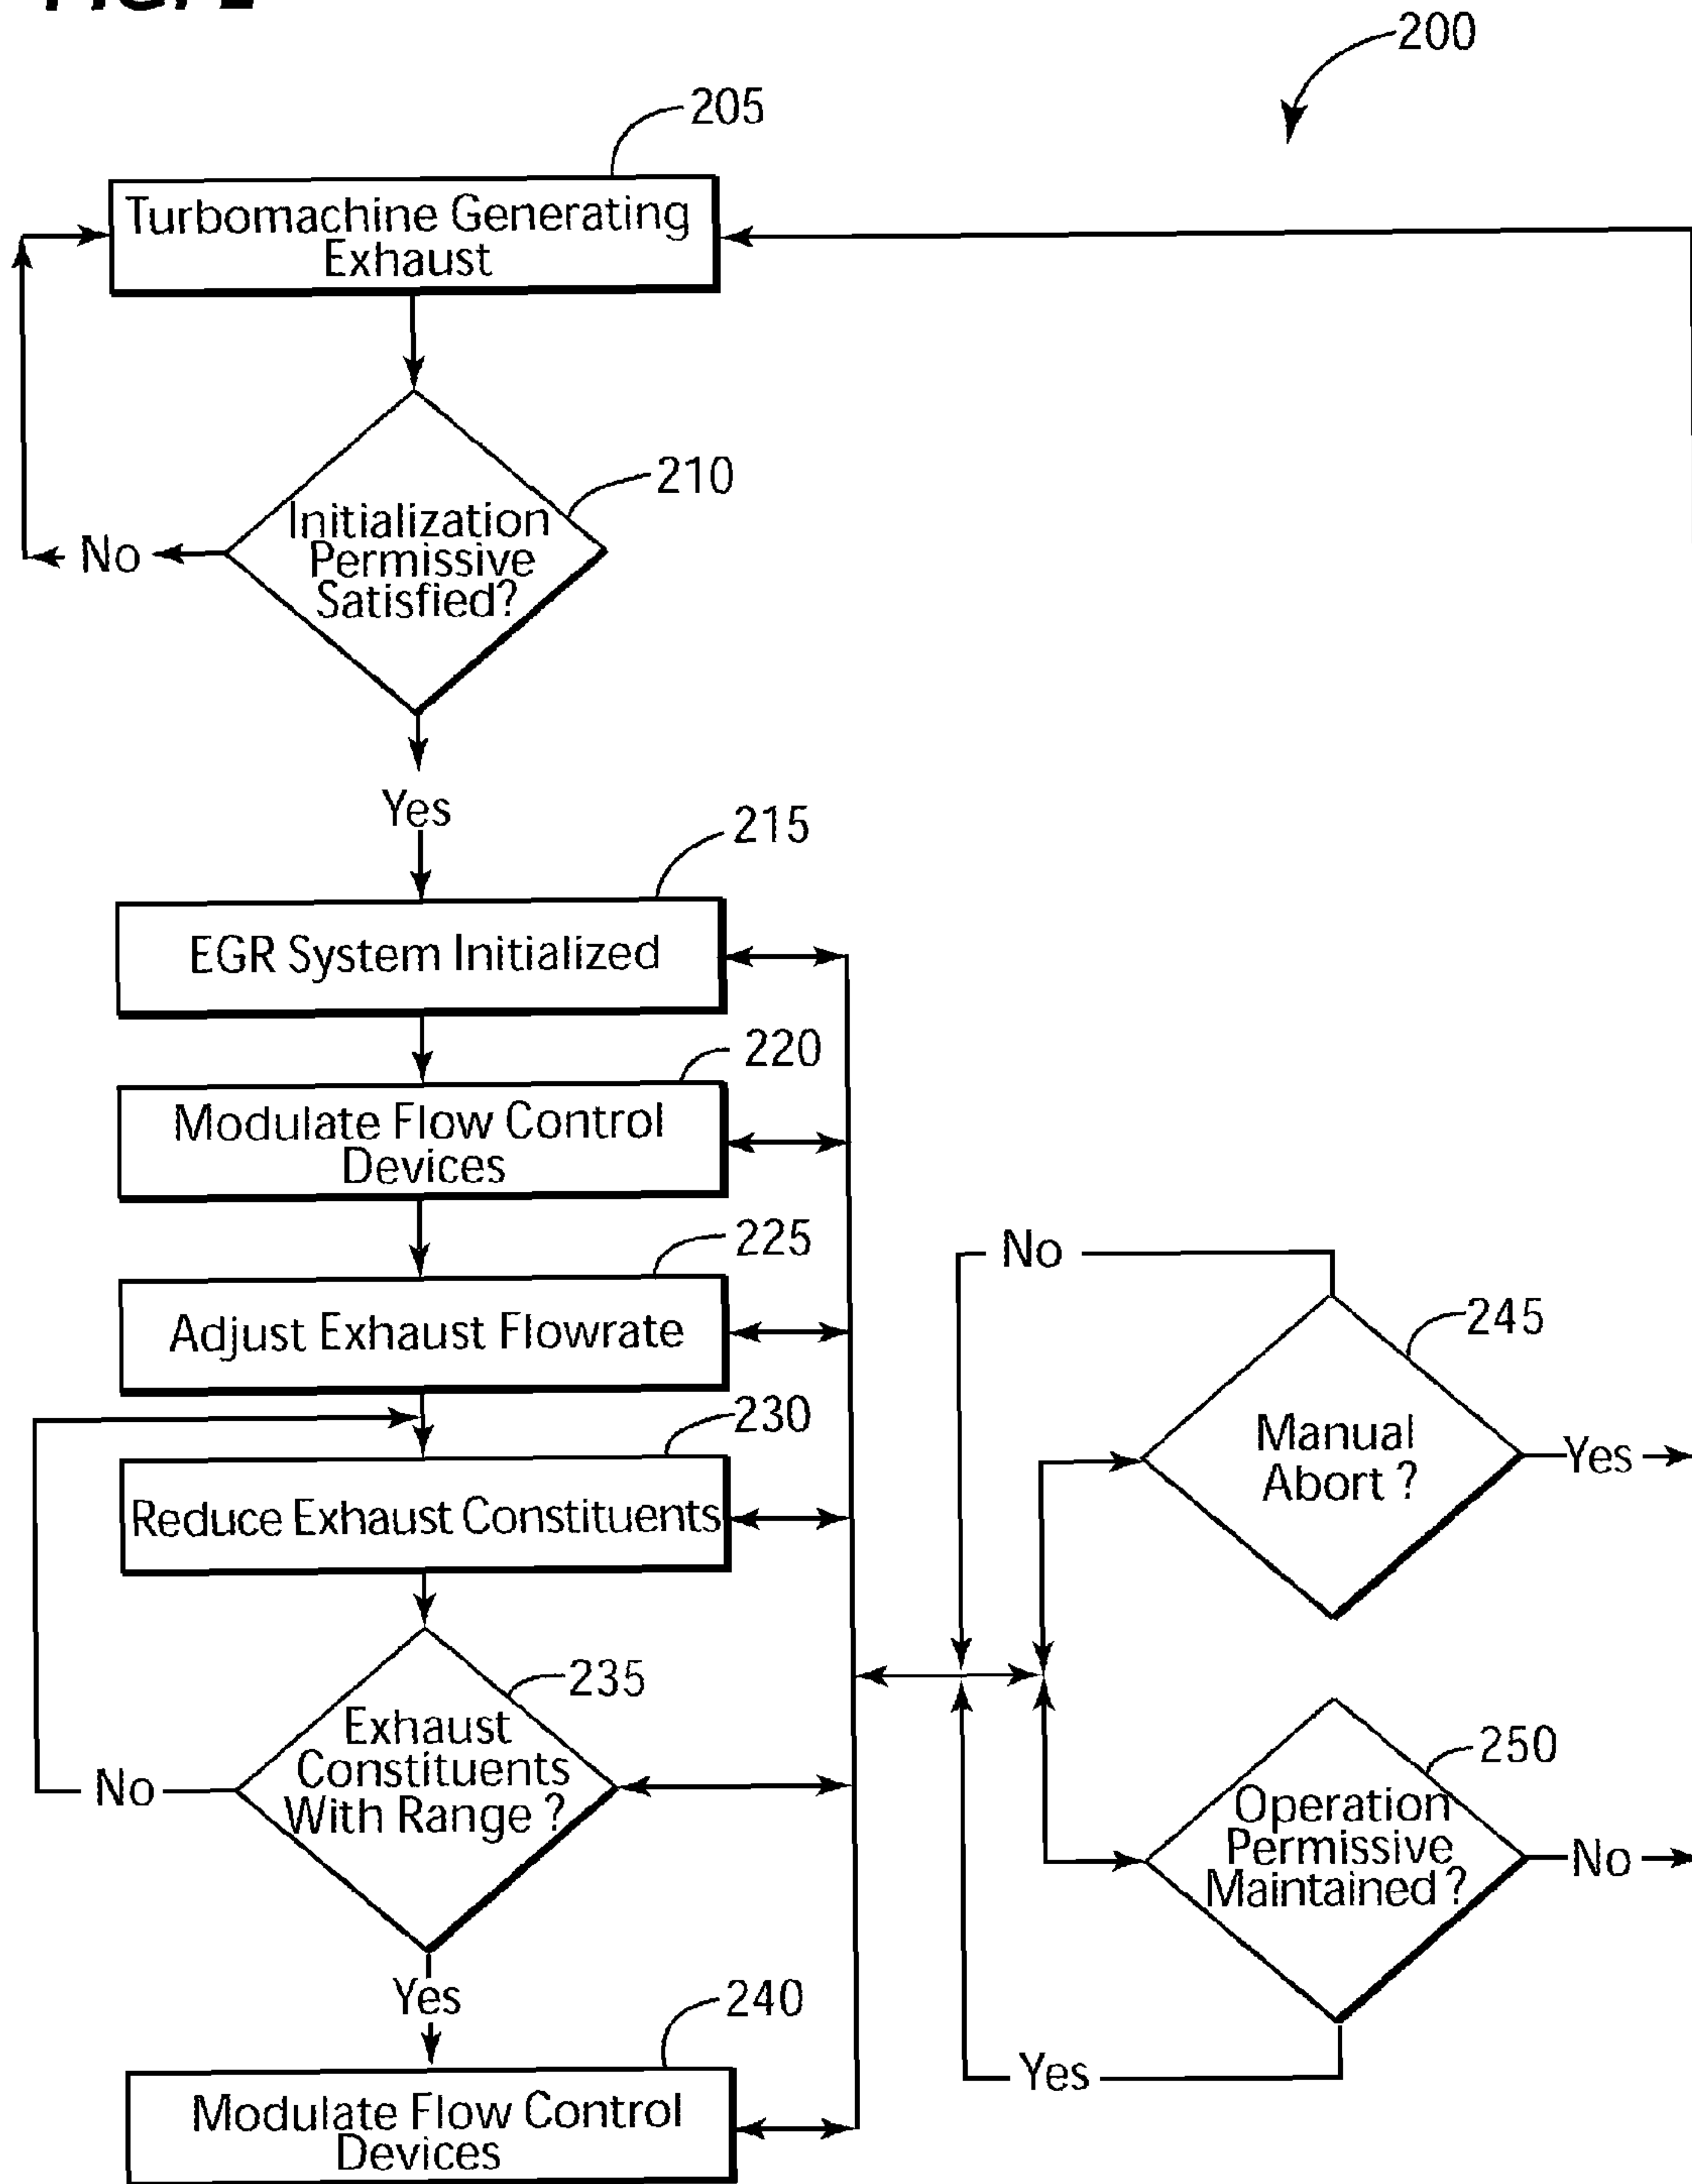 200
205
Turbomachine Generating
Exhaust
210
Initialization
Permissive
Satisfied?
No
Yes
215
EGR System Initialized
220
Modulate Flow Control
Devices
225
Adjust Exhaust Flowrate
230
Reduce Exhaust Constituents
235
Exhaust
Constituents
With Range ?
No
Yes
240
Modulate Flow Control
Devices
No
245
Manual
Abort ?
Yes
250
Operation
Permissive
Maintained ?
No
Yes